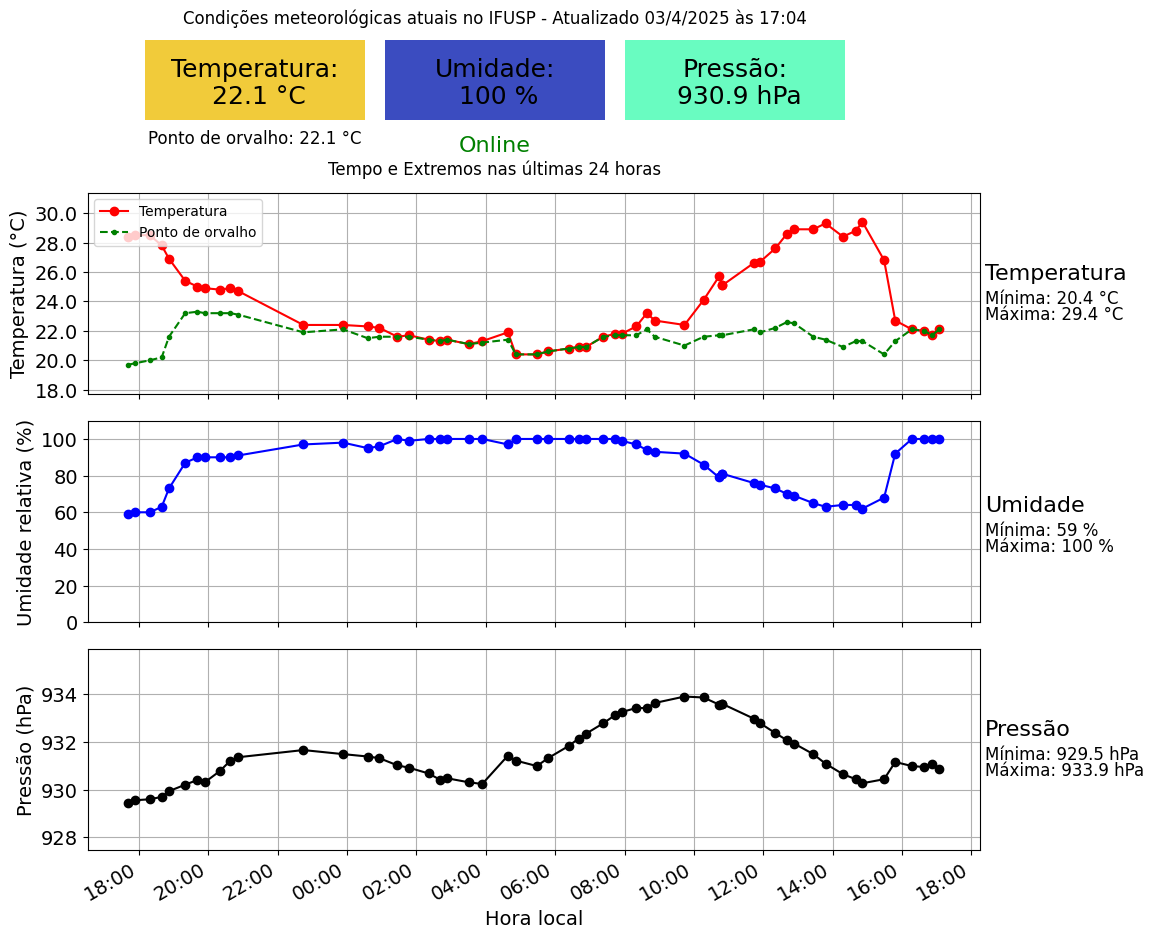 Condições meteorológicas atuais no IFUSP - Atualizado 03/4/2025 às 17:04
Temperatura:
22.1 °C
Umidade:
100 %
Pressão:
930.9 hPa
Ponto de orvalho: 22.1 °C
Online
Tempo e Extremos nas últimas 24 horas
Temperatura (°C)
30.0
28.0
26.0
24.0
22.0
20.0
18.0
Temperatura
Ponto de orvalho
Temperatura
Mínima: 20.4 °C
Máxima: 29.4 °C
Umidade relativa (%)
100
80
60
40
20
0
Umidade
Mínima: 59 %
Máxima: 100 %
Pressão (hPa)
934
932
930
928
Pressão
Mínima: 929.5 hPa
Máxima: 933.9 hPa
18:00 20:00 22:00 00:00 02:00 04:00 06:00 08:00 10:00 12:00 14:00 16:00 18:00
Hora local